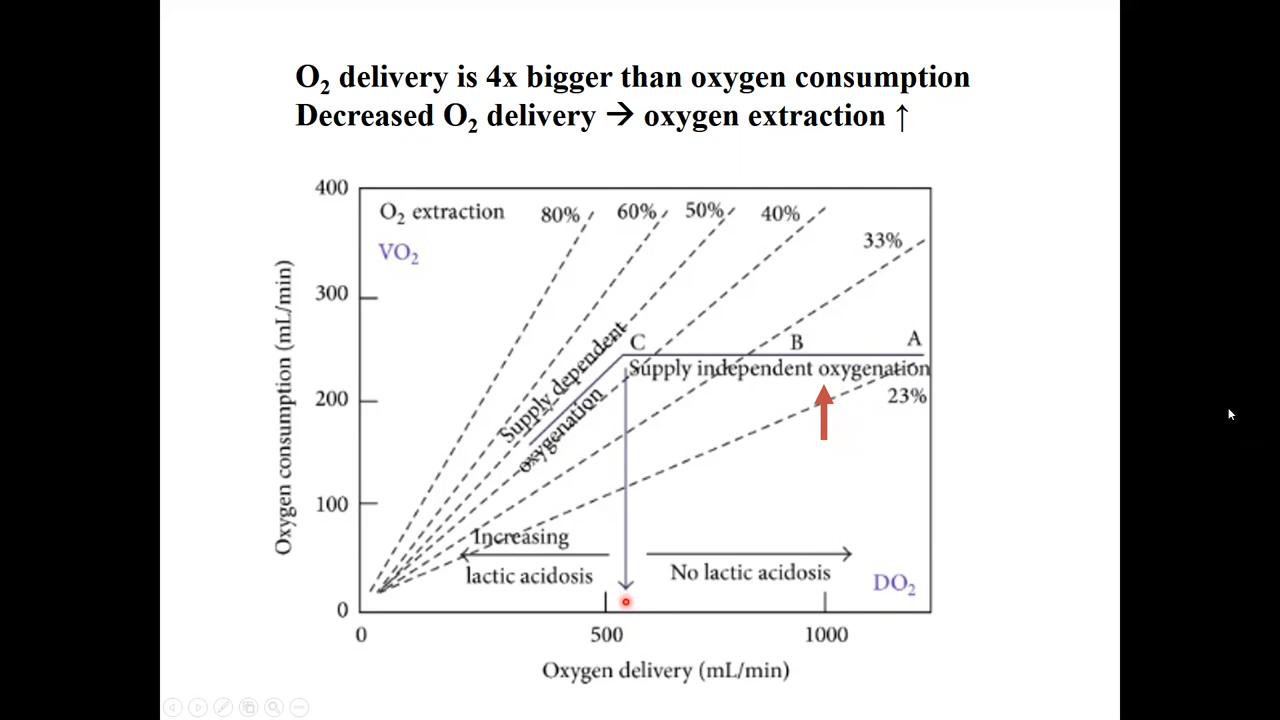 O₂ delivery is 4x bigger than oxygen consumption
Decreased O₂ delivery → oxygen extraction ↑
400
O₂ extraction
80%
60%
50%
40%
33%
VO₂
300
C
B
A
Supply dependent
oxygenation
Supply independent oxygenation
23%
200
100
Increasing
lactic acidosis
No lactic acidosis
DO₂
0
0
500
1000
Oxygen consumption (mL/min)
Oxygen delivery (mL/min)